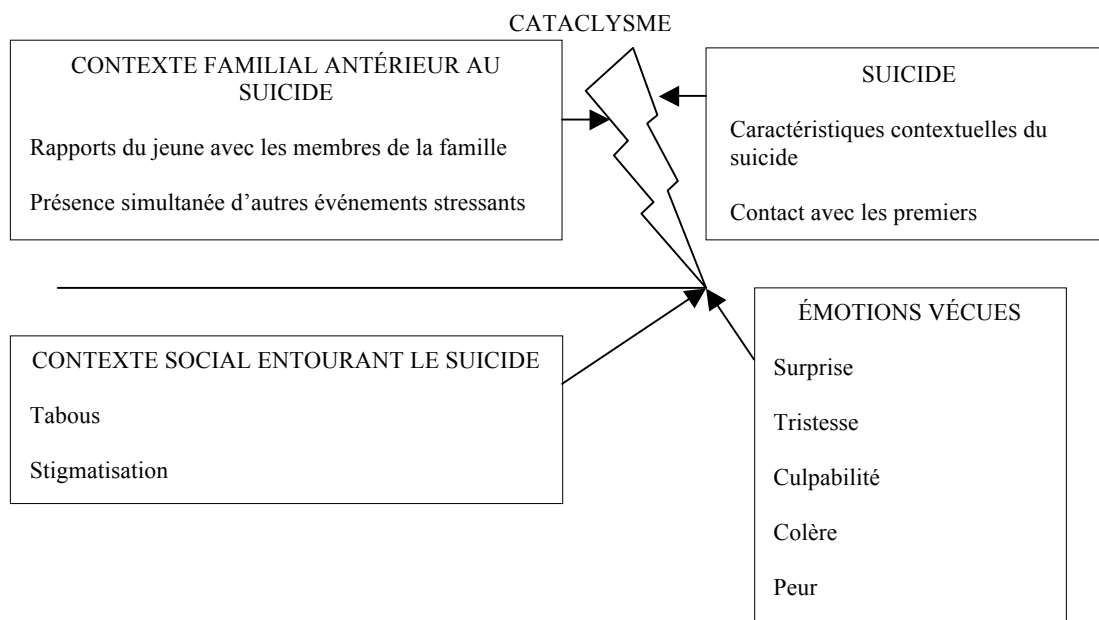 CATACLYSME
CONTEXTE FAMILIAL ANTÉRIEUR AU
SUICIDE
Rapports du jeune avec les membres de la famille
Présence simultanée d’autres événements stressants
SUICIDE
Caractéristiques contextuelles du
suicide
Contact avec les premiers
CONTEXTE SOCIAL ENTOURANT LE SUICIDE
Tabous
Stigmatisation
ÉMOTIONS VÉCUES
Surprise
Tristesse
Culpabilité
Colère
Peur